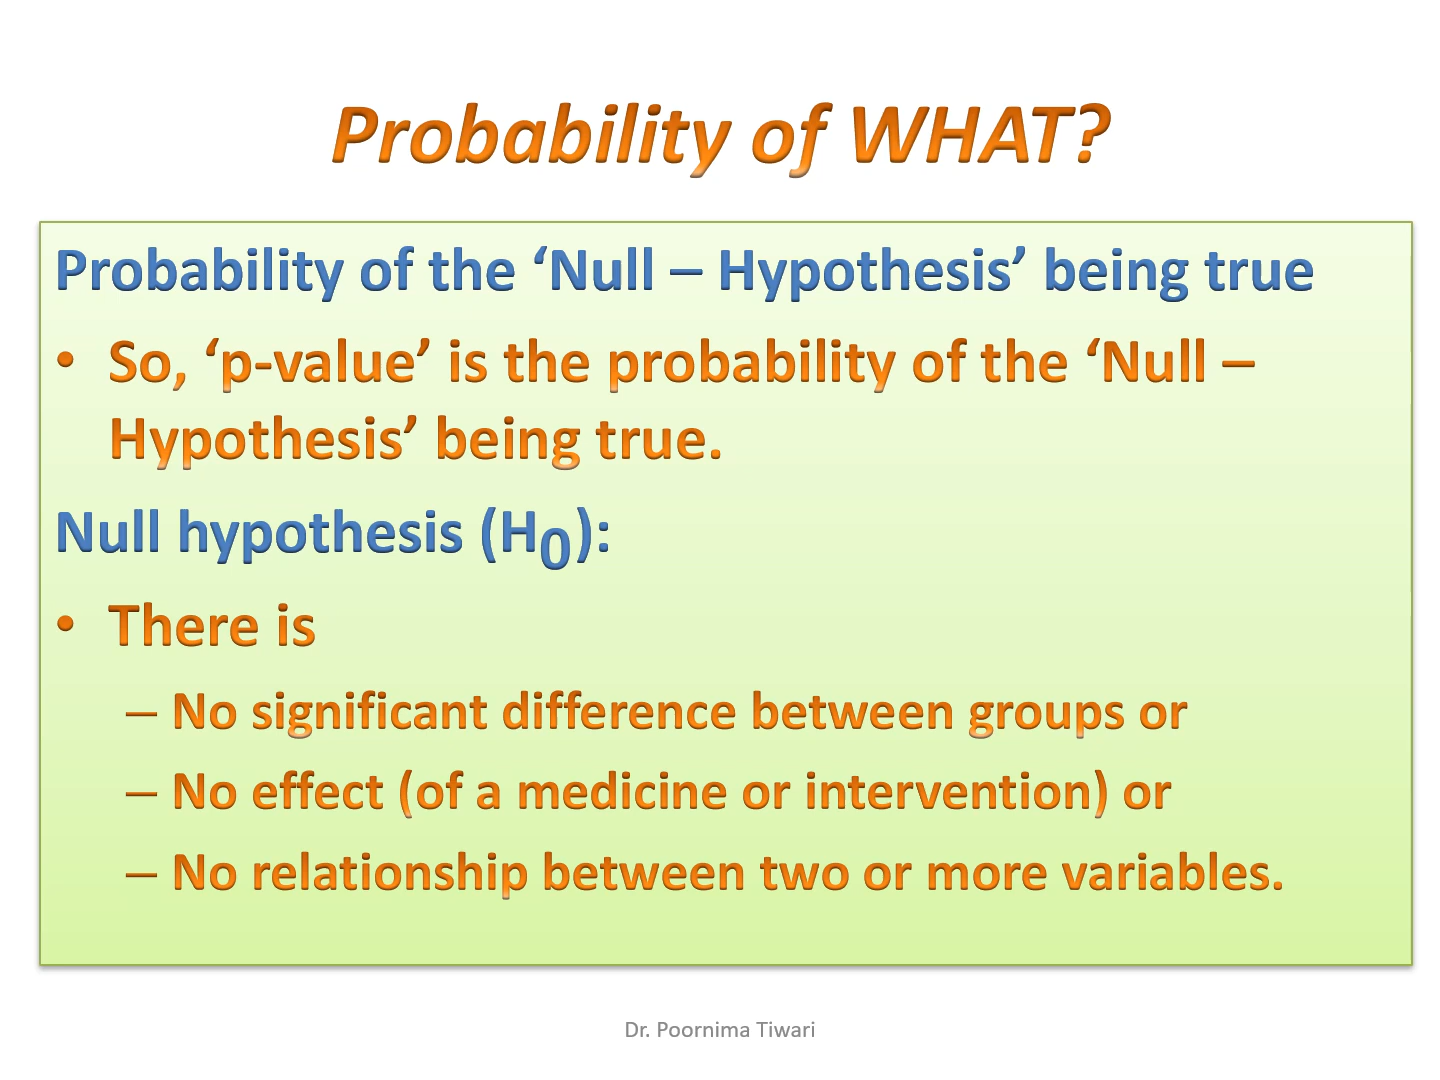 Probability of WHAT?
Probability of the ‘Null – Hypothesis’ being true
• So, ‘p-value’ is the probability of the ‘Null –
Hypothesis’ being true.
Null hypothesis (H0):
• There is
– No significant difference between groups or
– No effect (of a medicine or intervention) or
– No relationship between two or more variables.
Dr. Poornima Tiwari